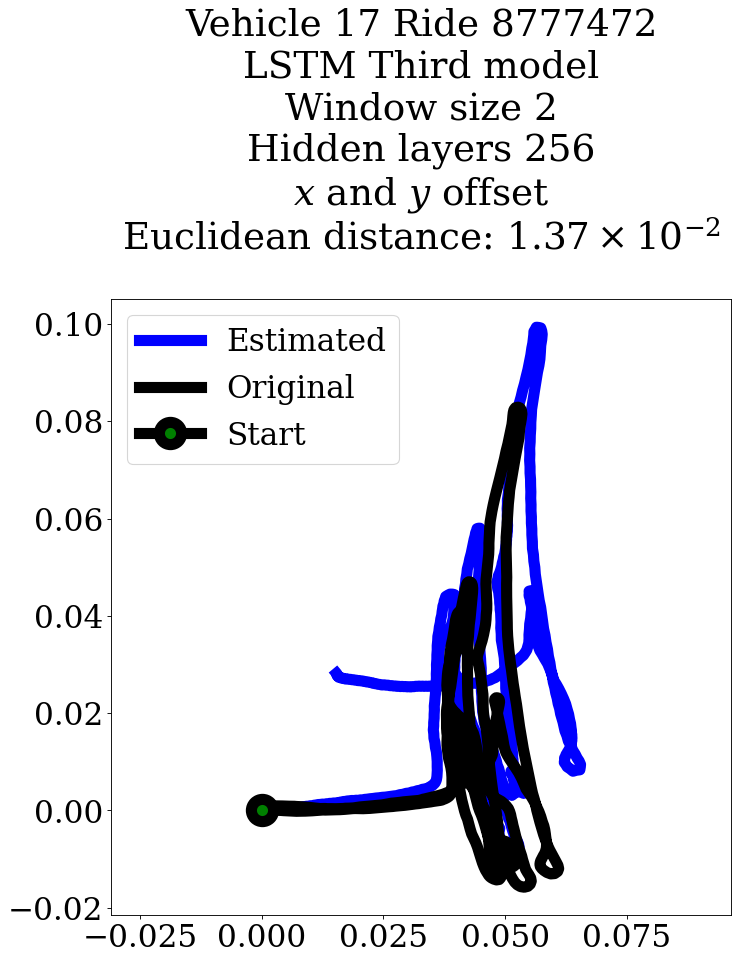 Vehicle 17 Ride 8777472
LSTM Third model
Window size 2
Hidden layers 256
x and y offset
Euclidean distance: 1.37 × 10⁻²
Estimated
Original
Start
0.10
0.08
0.06
0.04
0.02
0.00
−0.02
−0.025 0.000 0.025 0.050 0.075